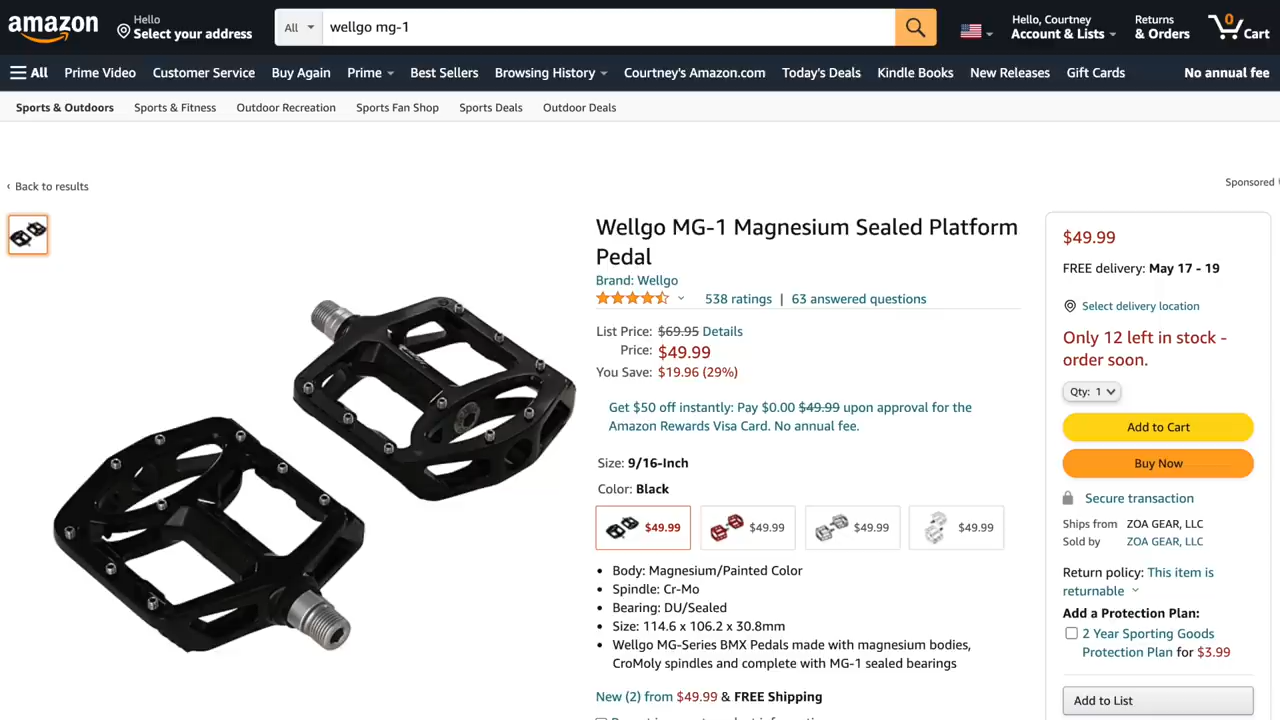 amazon
Hello
Select your address
All
wellgo mg-1
Hello, Courtney
Account & Lists
Returns
& Orders
0
Cart
All
Prime Video
Customer Service
Buy Again
Prime
Best Sellers
Browsing History
Courtney's Amazon.com
Today's Deals
Kindle Books
New Releases
Gift Cards
No annual fee
Sports & Outdoors
Sports & Fitness
Outdoor Recreation
Sports Fan Shop
Sports Deals
Outdoor Deals
‹ Back to results
Sponsored
Wellgo MG-1 Magnesium Sealed Platform
Pedal
Brand: Wellgo
538 ratings | 63 answered questions
List Price: $69.95 Details
Price: $49.99
You Save: $19.96 (29%)
Get $50 off instantly: Pay $0.00 $49.99 upon approval for the
Amazon Rewards Visa Card. No annual fee.
Size: 9/16-Inch
Color: Black
$49.99
$49.99
$49.99
$49.99
• Body: Magnesium/Painted Color
• Spindle: Cr-Mo
• Bearing: DU/Sealed
• Size: 114.6 x 106.2 x 30.8mm
• Wellgo MG-Series BMX Pedals made with magnesium bodies,
CroMoly spindles and complete with MG-1 sealed bearings
New (2) from $49.99 & FREE Shipping
$49.99
FREE delivery: May 17 - 19
Select delivery location
Only 12 left in stock -
order soon.
Qty: 1
Add to Cart
Buy Now
Secure transaction
Ships from ZOA GEAR, LLC
Sold by ZOA GEAR, LLC
Return policy: This item is
returnable
Add a Protection Plan:
2 Year Sporting Goods
Protection Plan for $3.99
Add to List